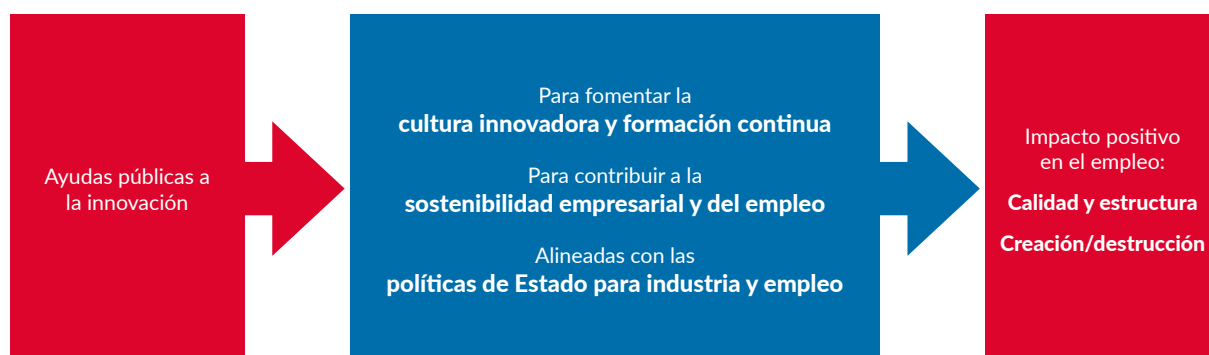 Ayudas públicas a
la innovación
Para fomentar la
cultura innovadora y formación continua
Para contribuir a la
sostenibilidad empresarial y del empleo
Alineadas con las
políticas de Estado para industria y empleo
Impacto positivo
en el empleo:
Calidad y estructura
Creación/destrucción